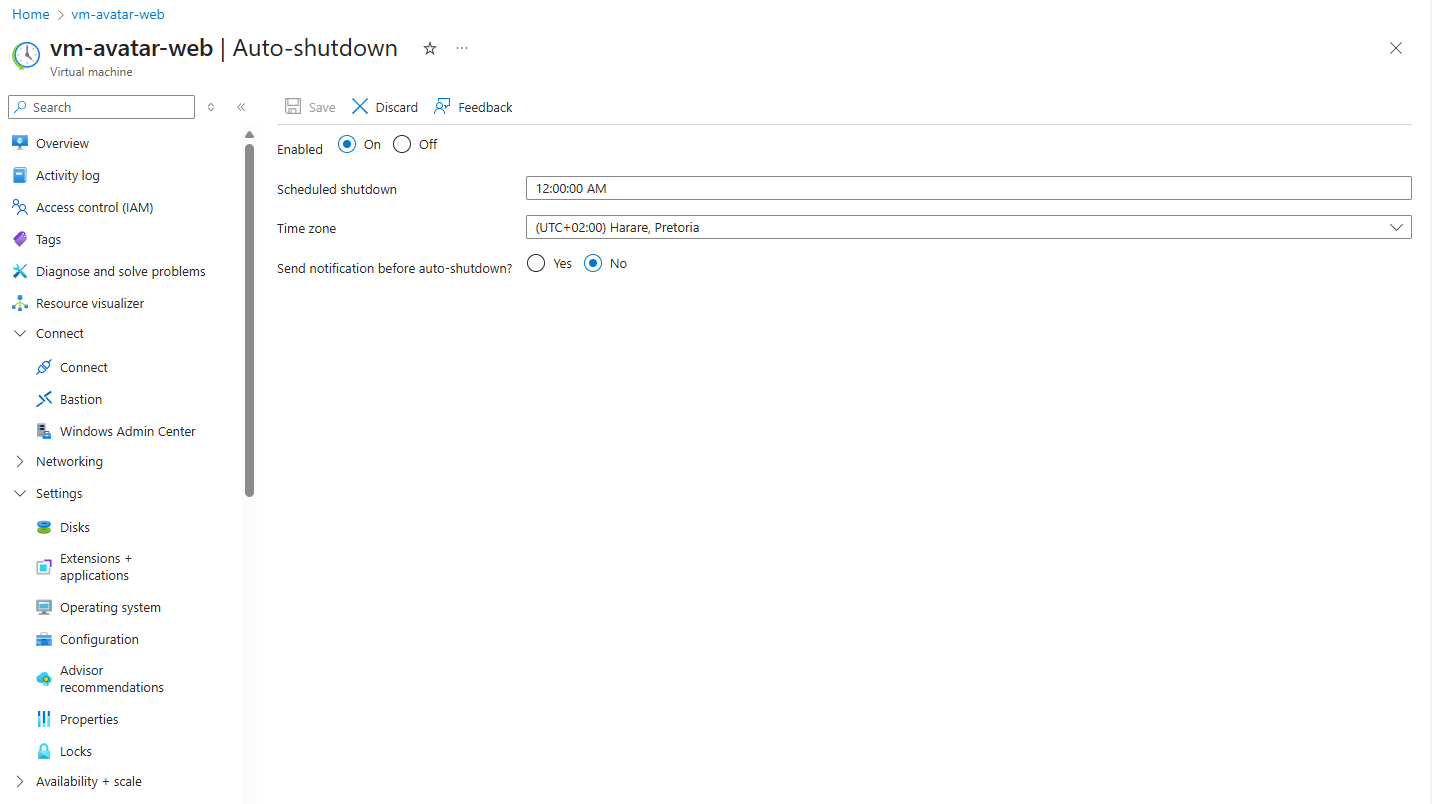 Home > vm-avatar-web
vm-avatar-web | Auto-shutdown
Virtual machine
Search
Save Discard Feedback
Overview
Activity log
Access control (IAM)
Tags
Diagnose and solve problems
Resource visualizer
Connect
Connect
Bastion
Windows Admin Center
Networking
Settings
Disks
Extensions +
applications
Operating system
Configuration
Advisor
recommendations
Properties
Locks
Availability + scale
Enabled On Off
Scheduled shutdown 12:00:00 AM
Time zone (UTC+02:00) Harare, Pretoria
Send notification before auto-shutdown? Yes No